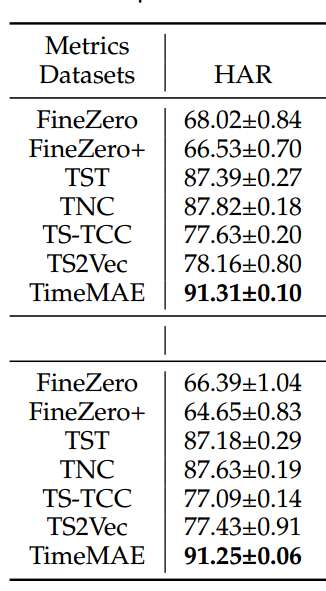 Metrics
Datasets HAR
FineZero 68.02±0.84
FineZero+ 66.53±0.70
TST 87.39±0.27
TNC 87.82±0.18
TS-TCC 77.63±0.20
TS2Vec 78.16±0.80
TimeMAE 91.31±0.10
FineZero 66.39±1.04
FineZero+ 64.65±0.83
TST 87.18±0.29
TNC 87.63±0.19
TS-TCC 77.09±0.14
TS2Vec 77.43±0.91
TimeMAE 91.25±0.06